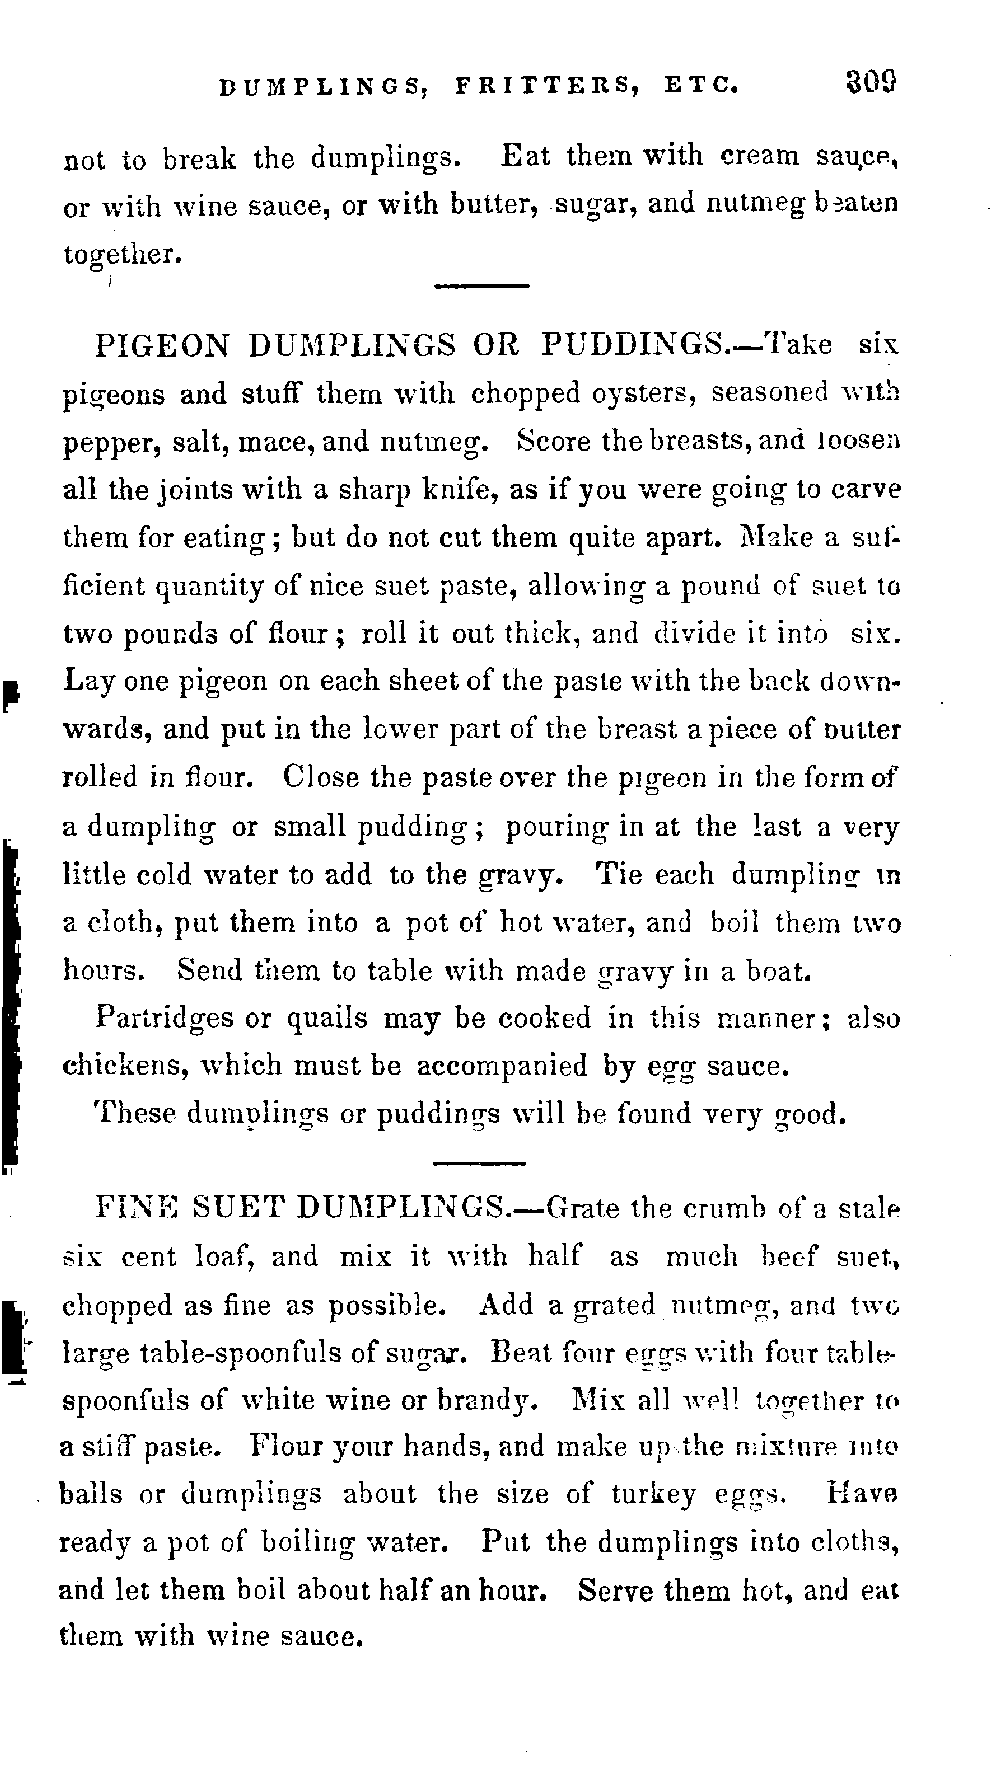 DUMPLINGS, FRITTERS, ETC. 309
not to break the dumplings. Eat them with cream sauce,
or with wine sauce, or with butter, sugar, and nutmeg beaten
together.
PIGEON DUMPLINGS OR PUDDINGS.—Take six
pigeons and stuff them with chopped oysters, seasoned with
pepper, salt, mace, and nutmeg. Score the breasts, and loosen
all the joints with a sharp knife, as if you were going to carve
them for eating; but do not cut them quite apart. Make a suf-
ficient quantity of nice suet paste, allowing a pound of suet to
two pounds of flour; roll it out thick, and divide it into six.
Lay one pigeon on each sheet of the paste with the back down-
wards, and put in the lower part of the breast a piece of butter
rolled in flour. Close the paste over the pigeon in the form of
a dumpling or small pudding; pouring in at the last a very
little cold water to add to the gravy. Tie each dumpling in
a cloth, put them into a pot of hot water, and boil them two
hours. Send them to table with made gravy in a boat.
Partridges or quails may be cooked in this manner; also
chickens, which must be accompanied by egg sauce.
These dumplings or puddings will be found very good.
FINE SUET DUMPLINGS.—Grate the crumb of a stale
six cent loaf, and mix it with half as much beef suet,
chopped as fine as possible. Add a grated nutmeg, and two
large table-spoonfuls of sugar. Beat four eggs with four table-
spoonfuls of white wine or brandy. Mix all well together to
a stiff paste. Flour your hands, and make up the mixture into
balls or dumplings about the size of turkey eggs. Have
ready a pot of boiling water. Put the dumplings into cloths,
and let them boil about half an hour. Serve them hot, and eat
them with wine sauce.